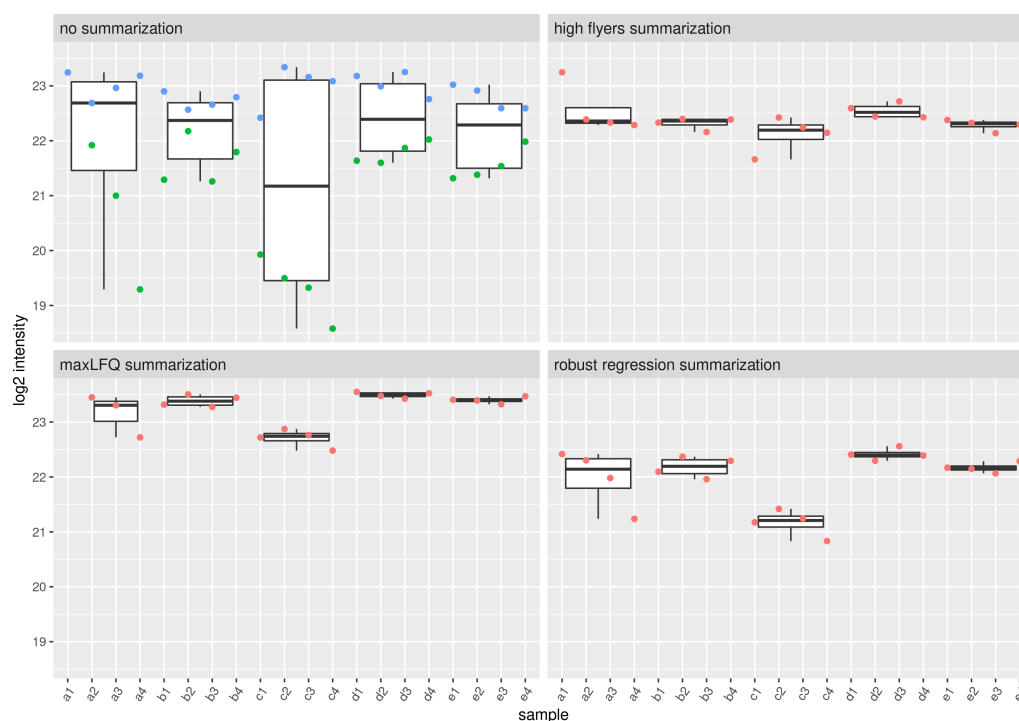 no summarization
high flyers summarization
23
22
21
20
19
maxLFQ summarization
robust regression summarization
23
22
21
20
19
log2 intensity
a1 a2 a3 a4 b1 b2 b3 b4 c1 c2 c3 c4 d1 d2 d3 d4 e1 e2 e3 e4
a1 a2 a3 a4 b1 b2 b3 b4 c1 c2 c3 c4 d1 d2 d3 d4 e1 e2 e3
sample